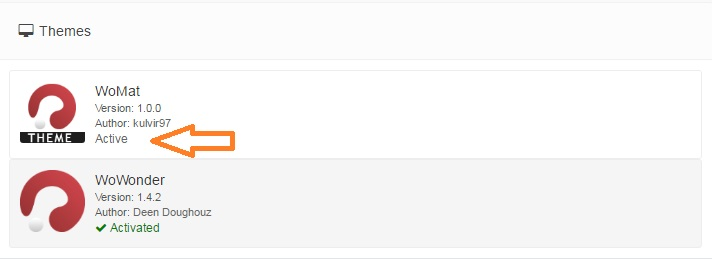 Themes
WoMat
Version: 1.0.0
Author: kulvir97
THEME
Active
WoWonder
Version: 1.4.2
Author: Deen Doughouz
Activated